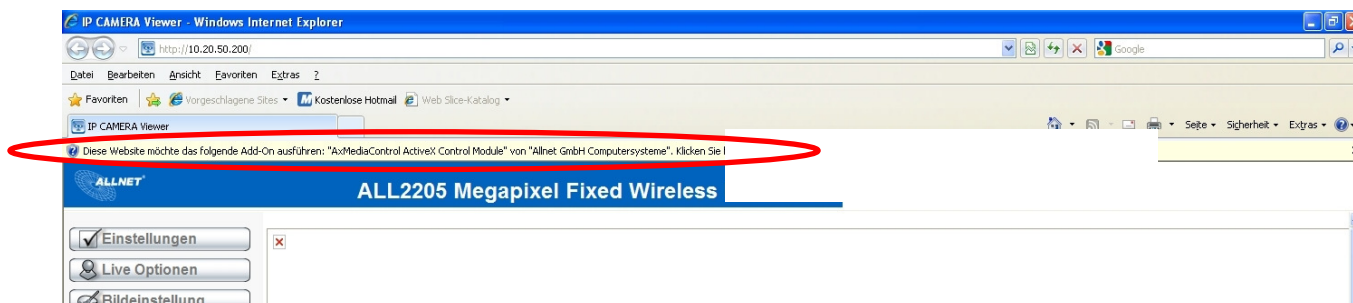 IP CAMERA Viewer - Windows Internet Explorer
http://10.20.50.200/
Google
Datei Bearbeiten Ansicht Favoriten Extras ?
Favoriten Vorgeschlagene Sites Kostenlose Hotmail Web Slice-Katalog
IP CAMERA Viewer
Seite Sicherheit Extras
Diese Website möchte das folgende Add-On ausführen: "AxMediaControl ActiveX Control Module" von "Allnet GmbH Computersysteme". Klicken Sie
ALLNET
ALL2205 Megapixel Fixed Wireless
Einstellungen
Live Optionen
Bildeinstellung